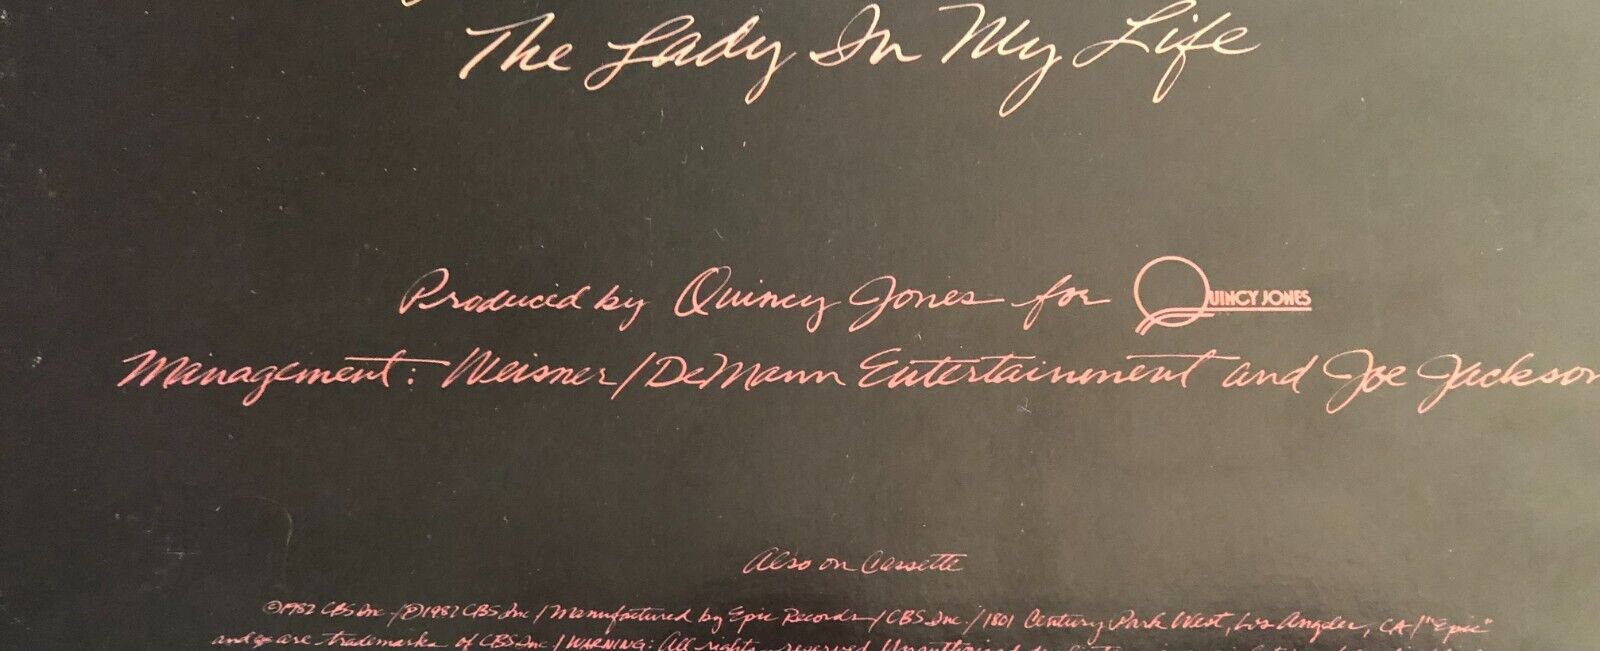 The Lady In My Life
Produced by Quincy Jones for QUINCY JONES
Management: Weisner/DeMann Entertainment and Joe Jackson
Also on Cassette
©1982 CBS Inc./℗1982 CBS Inc./Manufactured by Epic Records/CBS Inc./1801 Century Park West, Los Angeles, CA/"Epic"
and are trademarks of CBS Inc/WARNING: All rights reserved. Unauthorized